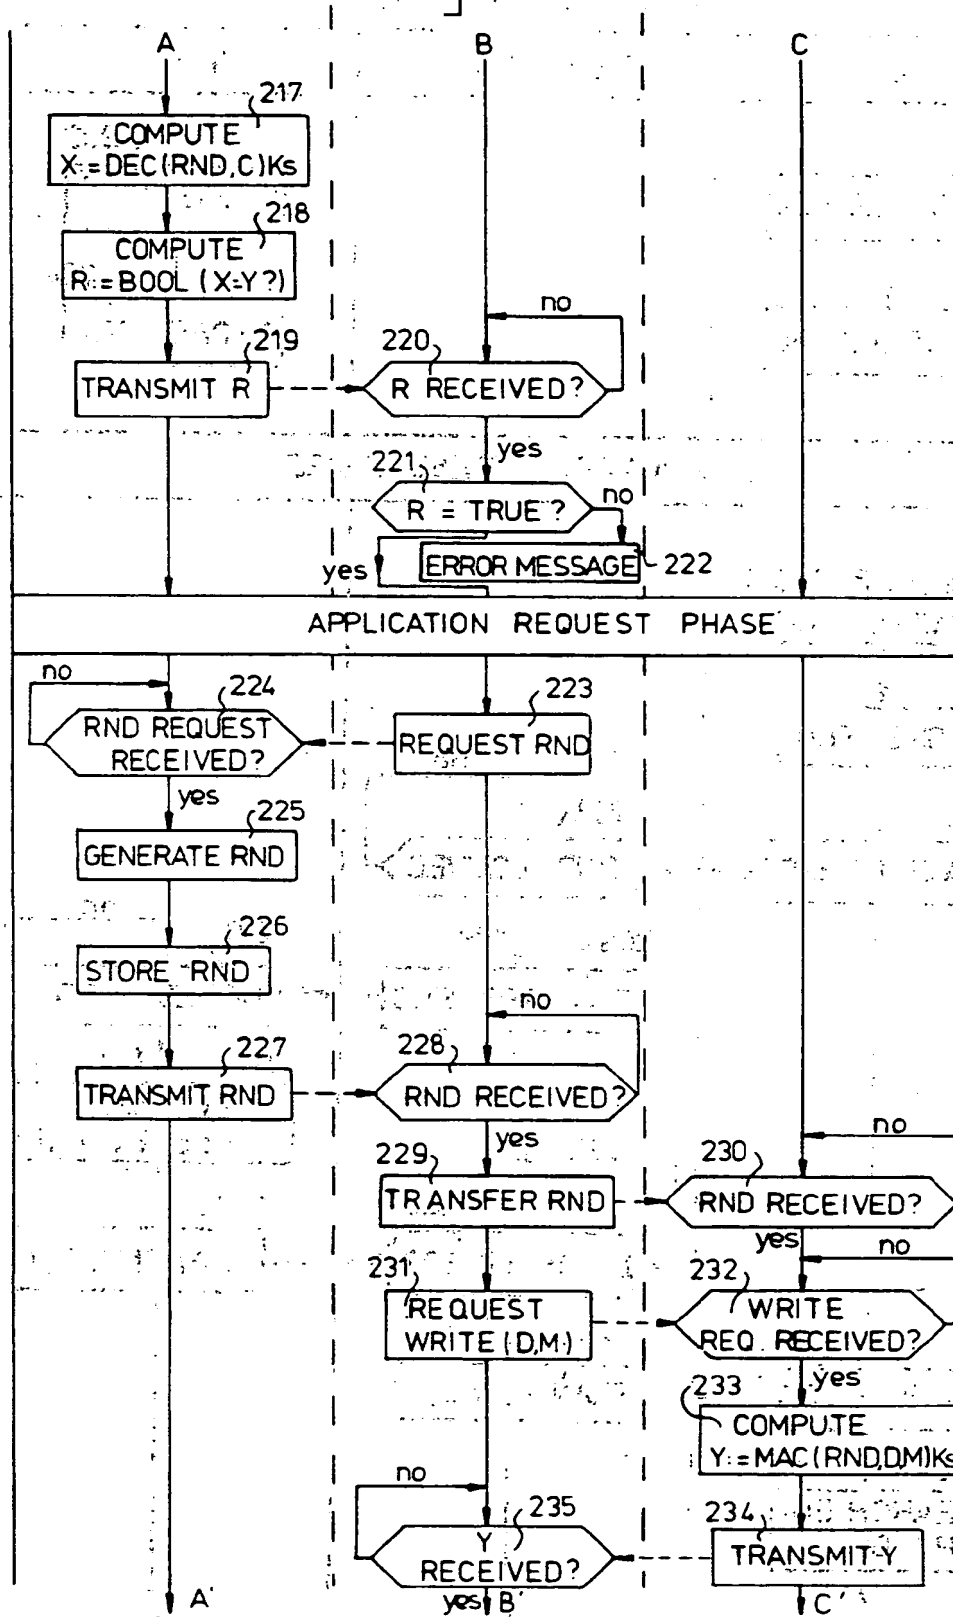 A
B
C
217
COMPUTE
X:=DEC(RND,C)Ks
218
COMPUTE
R:=BOOL (X=Y?)
no
219
TRANSMIT R
220
R RECEIVED?
yes
221
R = TRUE ?
no
yes
ERROR MESSAGE
222
APPLICATION REQUEST PHASE
no
224
RND REQUEST
RECEIVED?
223
REQUEST RND
yes
225
GENERATE RND
226
STORE RND
no
227
TRANSMIT RND
228
RND RECEIVED?
yes
no
229
TRANSFER RND
230
RND RECEIVED?
yes
no
231
REQUEST
WRITE (D,M)
232
WRITE
REQ. RECEIVED?
yes
233
COMPUTE
Y:=MAC(RND,D,M)Ks
no
235
Y
RECEIVED?
234
TRANSMIT Y
A'
yes
B'
C'